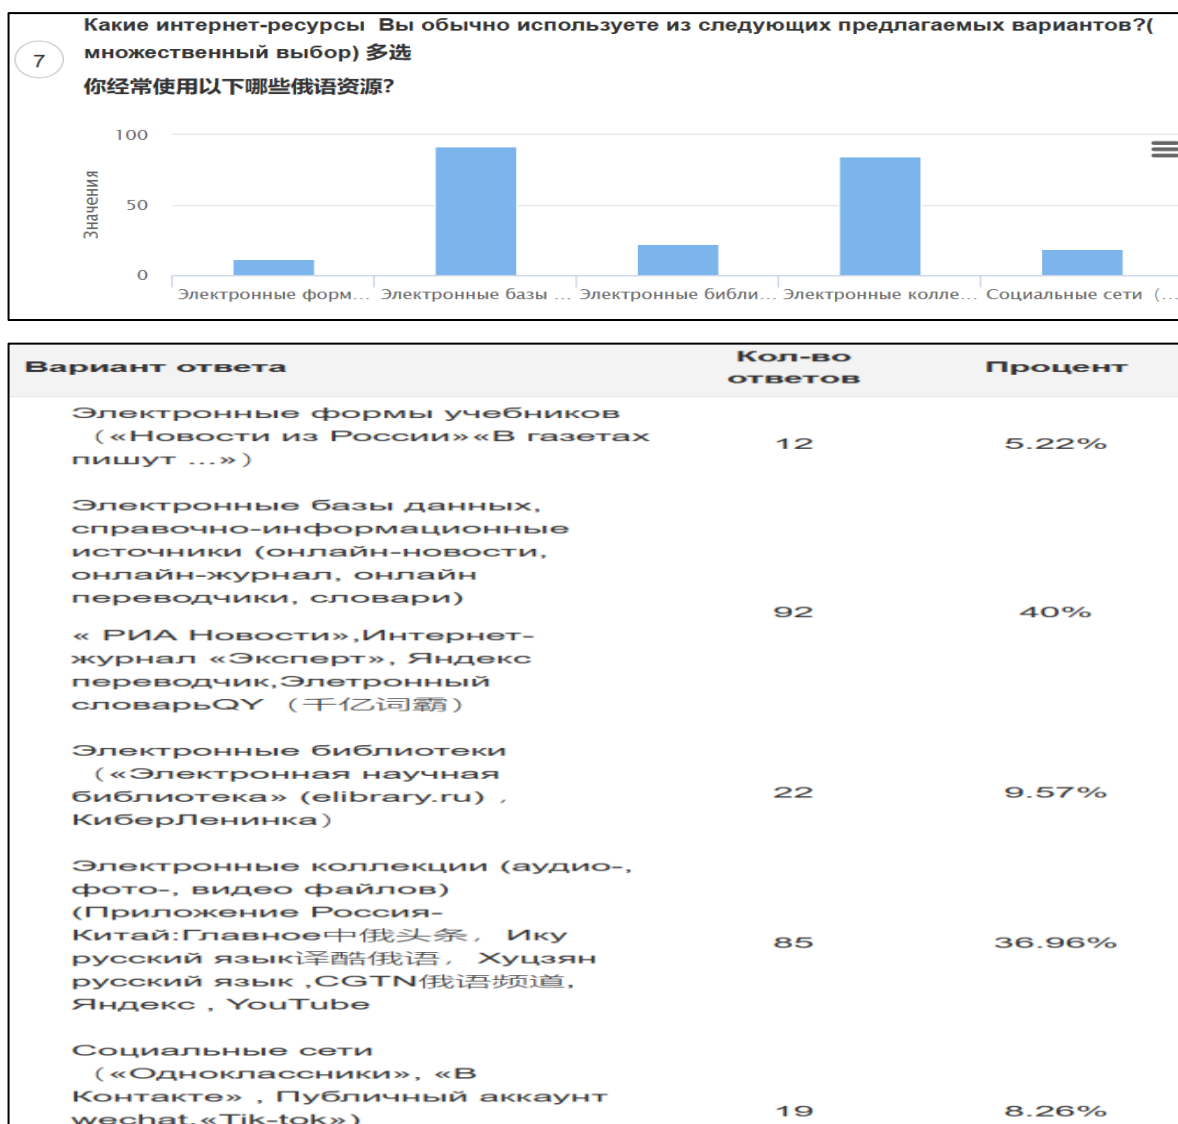 Какие интернет-ресурсы Вы обычно используете из следующих предлагаемых вариантов?(
7
множественный выбор) 多选
你经常使用以下哪些俄语资源?
100
50
0
Значения
Электронные форм... Электронные базы ... Электронные библи... Электронные колле... Социальные сети (...
Вариант ответа Кол-во ответов Процент
Электронные формы учебников
(«Новости из России»«В газетах
пишут ...»)
12 5.22%
Электронные базы данных,
справочно-информационные
источники (онлайн-новости,
онлайн-журнал, онлайн
переводчики, словари)
92 40%
« РИА Новости»,Интернет-
журнал «Эксперт», Яндекс
переводчик,Элетронный
словарьQY (千亿词霸)
Электронные библиотеки
(«Электронная научная
библиотека» (elibrary.ru) ,
КиберЛенинка)
22 9.57%
Электронные коллекции (аудио-,
фото-, видео файлов)
(Приложение Россия-
Китай:Главное中俄头条, Ику
русский язык译酷俄语, Хуцзян
русский язык ,CGTN俄语频道,
Яндекс , YouTube
85 36.96%
Социальные сети
(«Одноклассники», «В
Контакте» , Публичный аккаунт
wechat,«Tik-tok»)
19 8.26%